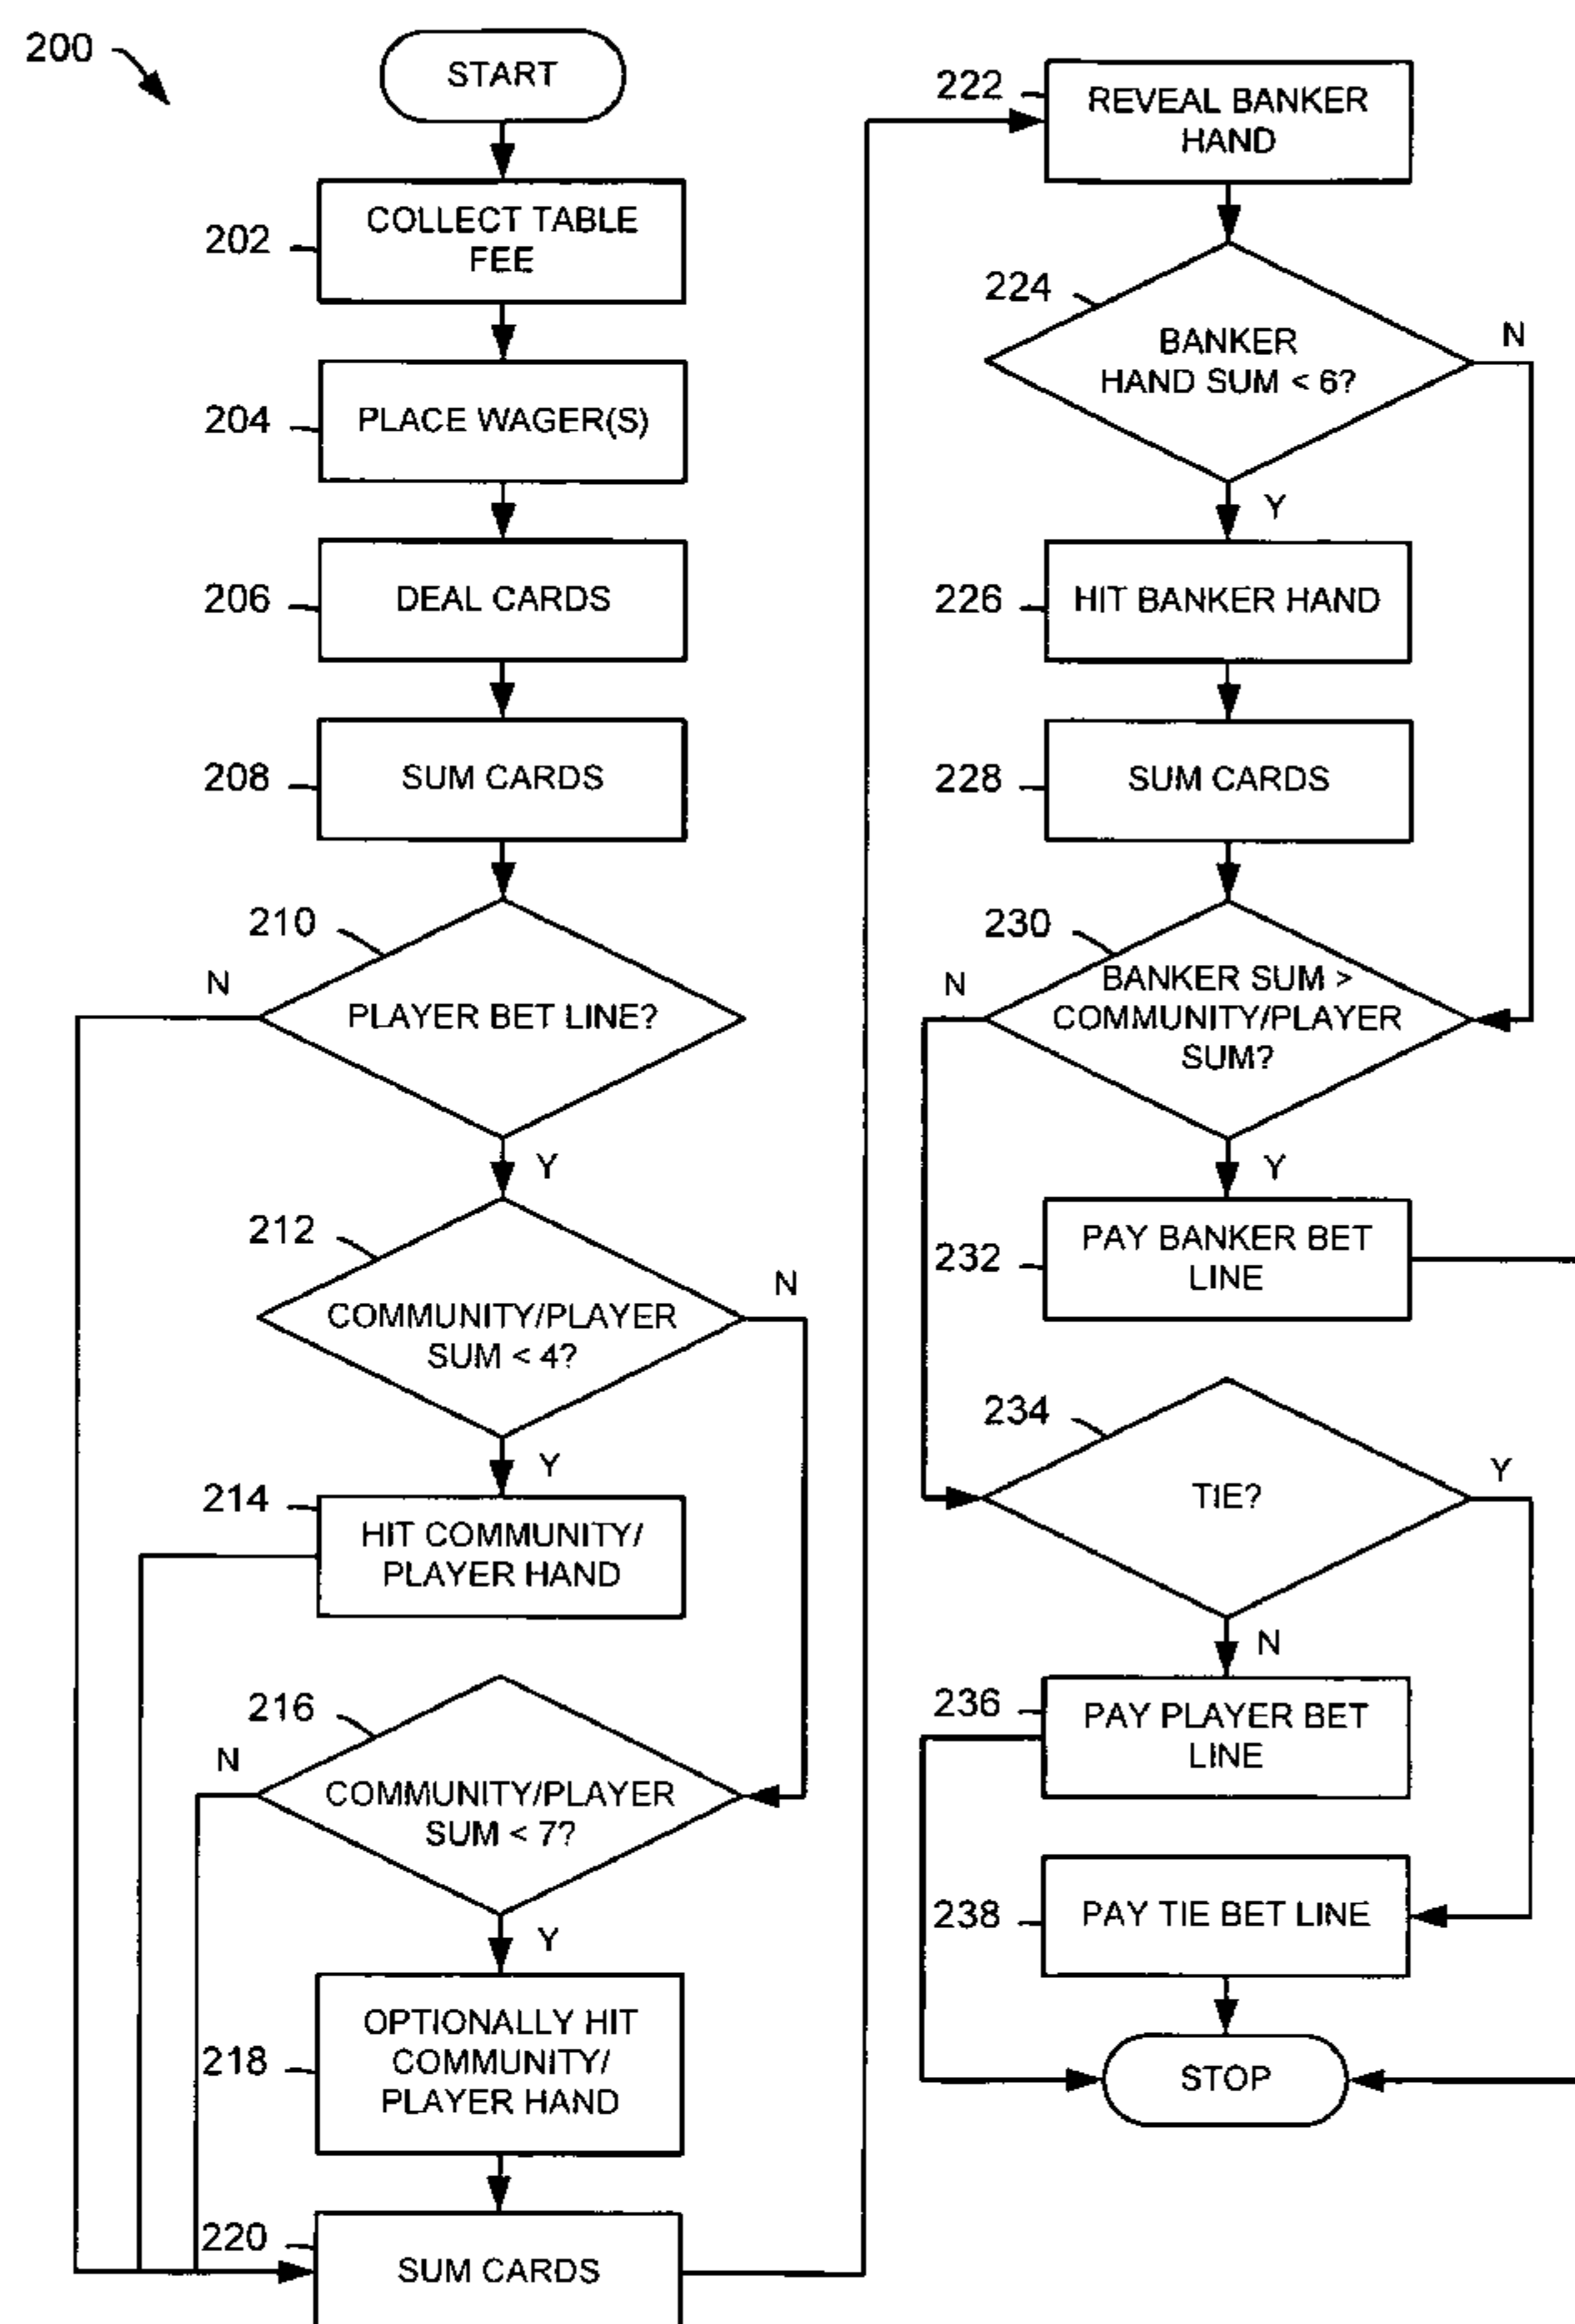 200
START
202
COLLECT TABLE
FEE
204
PLACE WAGER(S)
206
DEAL CARDS
208
SUM CARDS
210
N
PLAYER BET LINE?
Y
212
N
COMMUNITY/PLAYER
SUM < 4?
Y
214
HIT COMMUNITY/
PLAYER HAND
216
N
COMMUNITY/PLAYER
SUM < 7?
Y
218
OPTIONALLY HIT
COMMUNITY/
PLAYER HAND
220
SUM CARDS
222
REVEAL BANKER
HAND
224
N
BANKER
HAND SUM < 6?
Y
226
HIT BANKER HAND
228
SUM CARDS
230
N
BANKER SUM >
COMMUNITY/PLAYER
SUM?
Y
232
PAY BANKER BET
LINE
234
Y
TIE?
N
236
PAY PLAYER BET
LINE
238
PAY TIE BET LINE
STOP